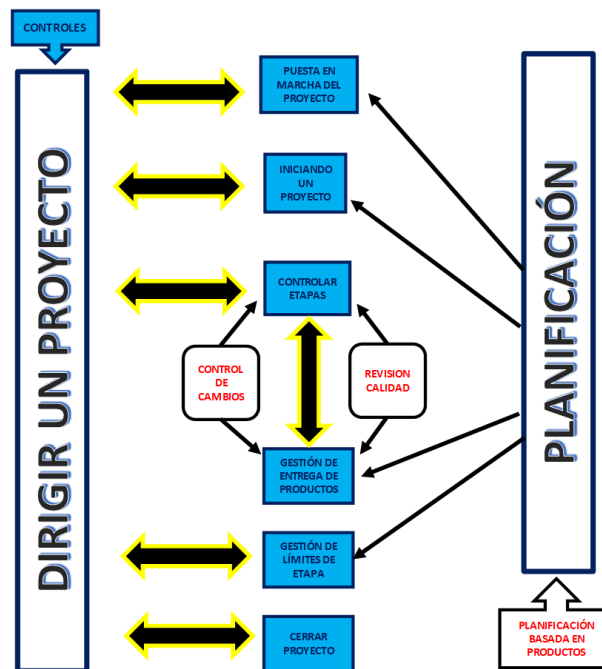 CONTROLES
DIRIGIR UN PROYECTO
PUESTA EN
MARCHA DEL
PROYECTO
INICIANDO
UN
PROYECTO
CONTROLAR
ETAPAS
CONTROL
DE
CAMBIOS
REVISION
CALIDAD
GESTIÓN DE
ENTREGA DE
PRODUCTOS
GESTIÓN DE
LÍMITES DE
ETAPA
CERRAR
PROYECTO
PLANIFICACIÓN
PLANIFICACIÓN
BASADA EN
PRODUCTOS